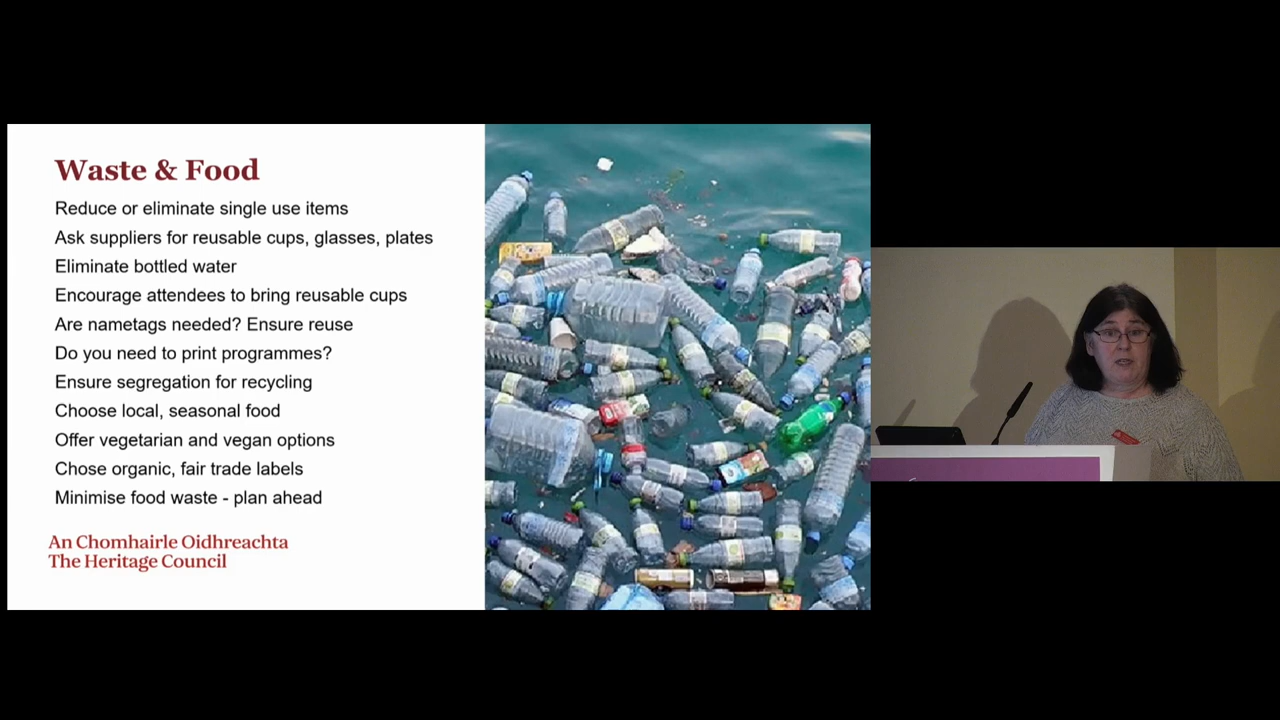 Waste & Food
Reduce or eliminate single use items
Ask suppliers for reusable cups, glasses, plates
Eliminate bottled water
Encourage attendees to bring reusable cups
Are nametags needed? Ensure reuse
Do you need to print programmes?
Ensure segregation for recycling
Choose local, seasonal food
Offer vegetarian and vegan options
Chose organic, fair trade labels
Minimise food waste - plan ahead
An Chomhairle Oidhreachta
The Heritage Council